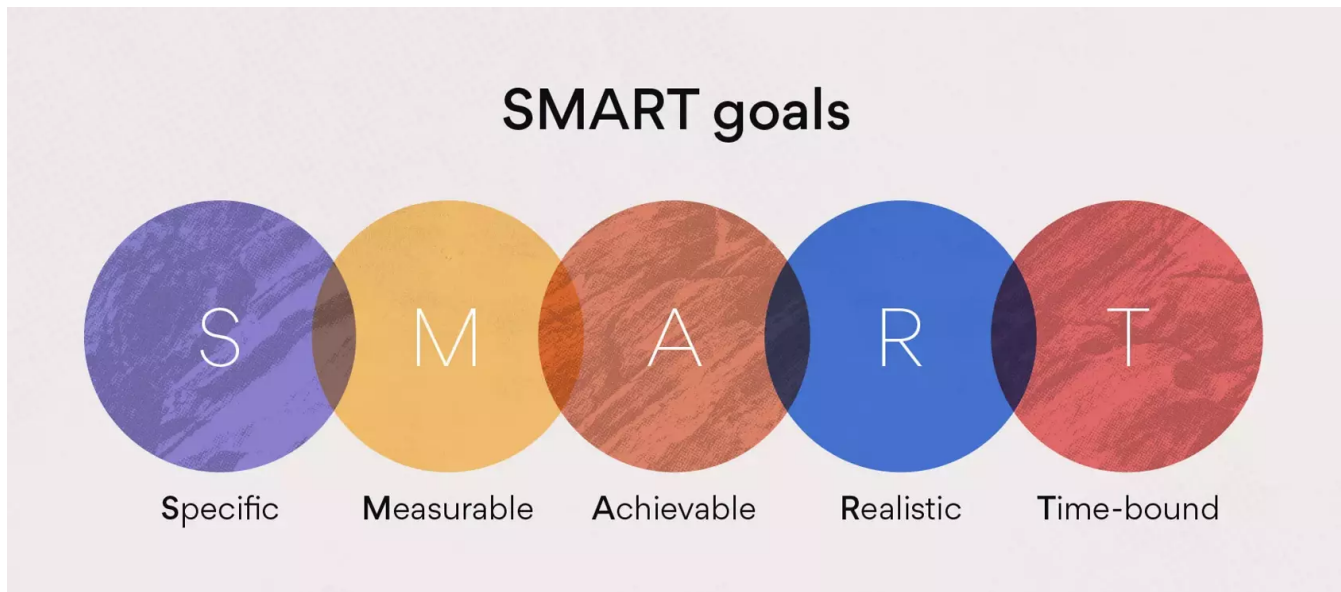 SMART goals
S M A R T
Specific Measurable Achievable Realistic Time-bound